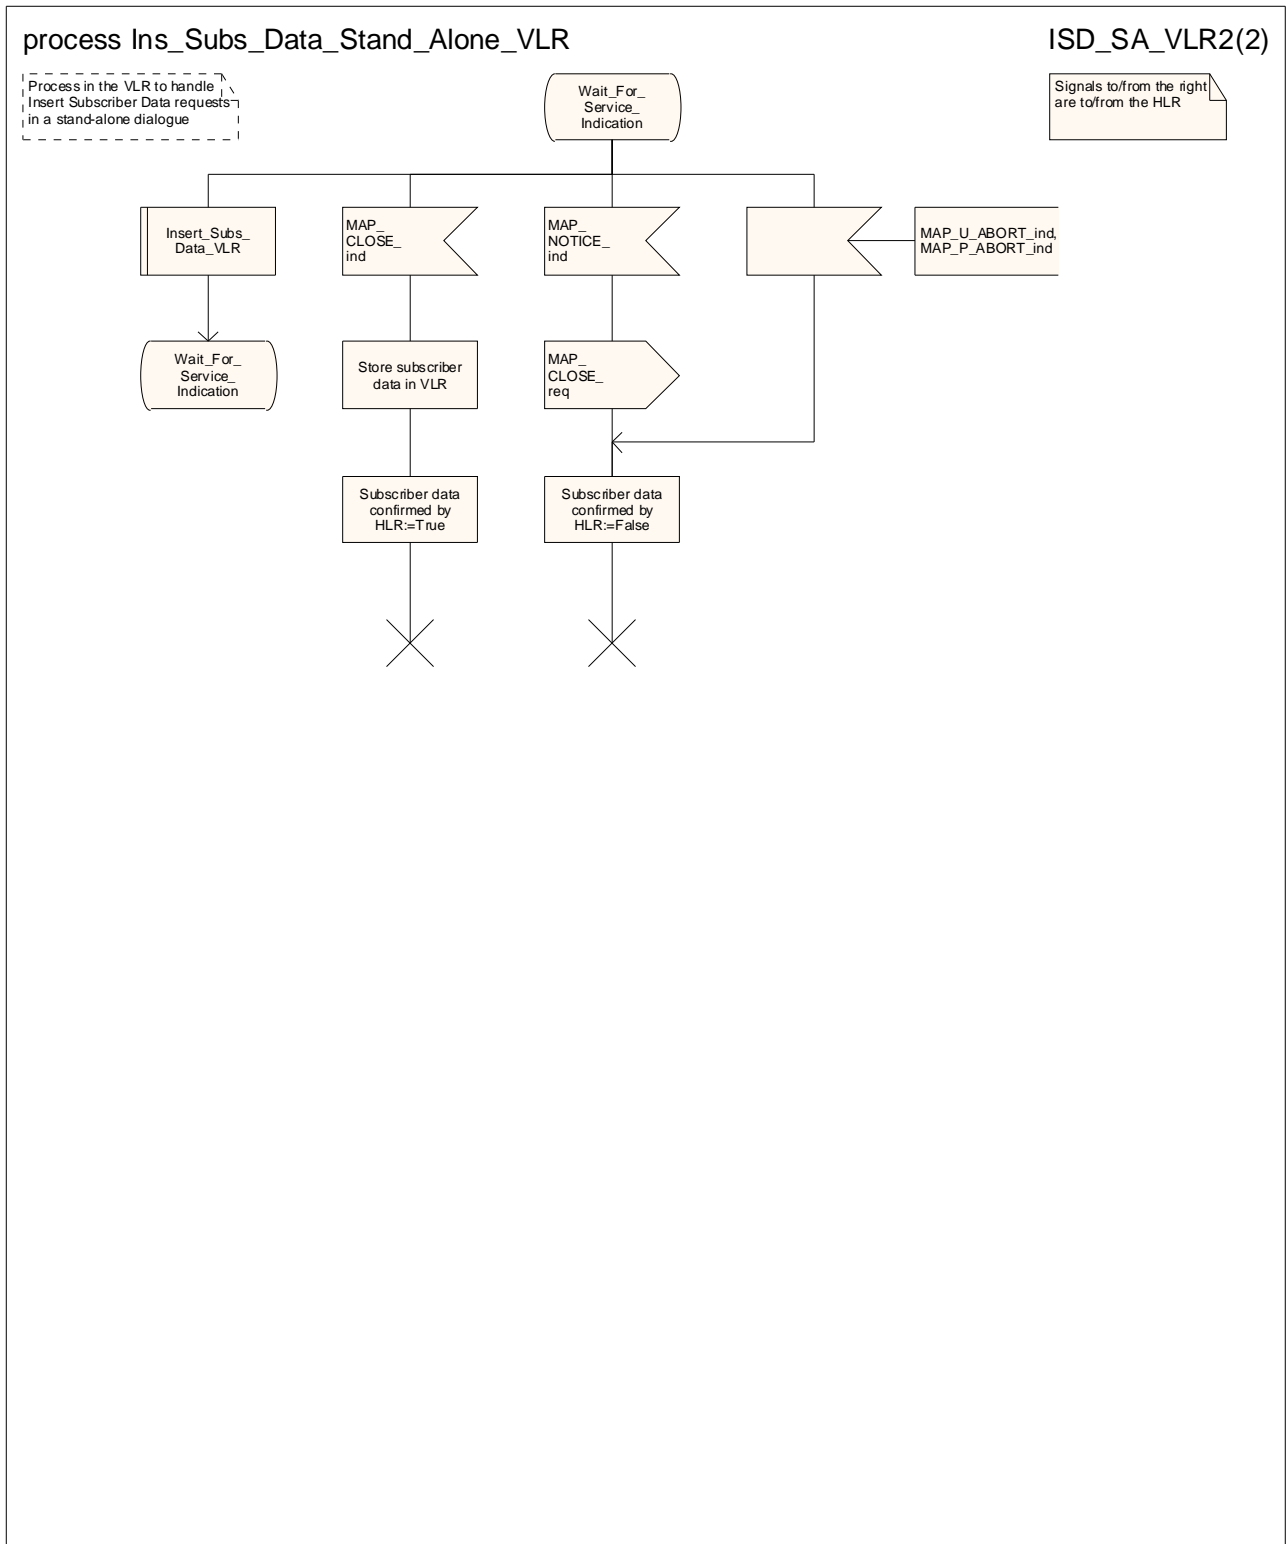 process Ins_Subs_Data_Stand_Alone_VLR
ISD_SA_VLR2(2)
Process in the VLR to handle
Insert Subscriber Data requests
in a stand-alone dialogue
Wait_For_
Service_
Indication
Signals to/from the right
are to/from the HLR
Insert_Subs_
Data_VLR
MAP_
CLOSE_
ind
MAP_
NOTICE_
ind
MAP_U_ABORT_ind,
MAP_P_ABORT_ind
Wait_For_
Service_
Indication
Store subscriber
data in VLR
MAP_
CLOSE_
req
Subscriber data
confirmed by
HLR:=True
Subscriber data
confirmed by
HLR:=False